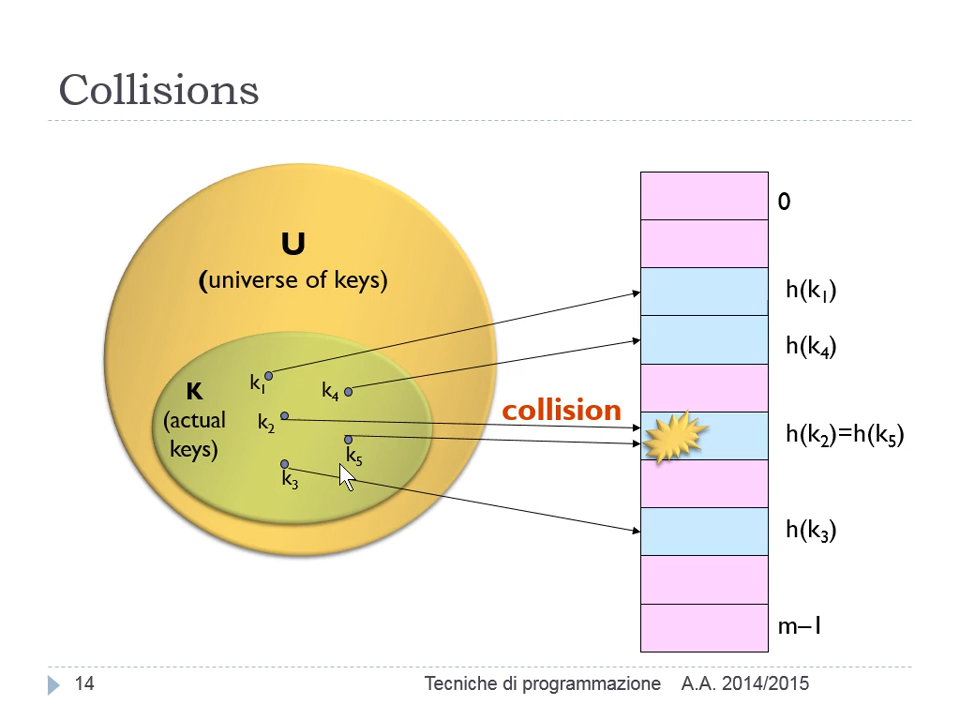 Collisions
U
(universe of keys)
0
h(k₁)
h(k₄)
K
(actual
keys)
k₁
k₄
k₂
k₅
k₃
collision
h(k₂)=h(k₅)
h(k₃)
m–1
14
Tecniche di programmazione
A.A. 2014/2015